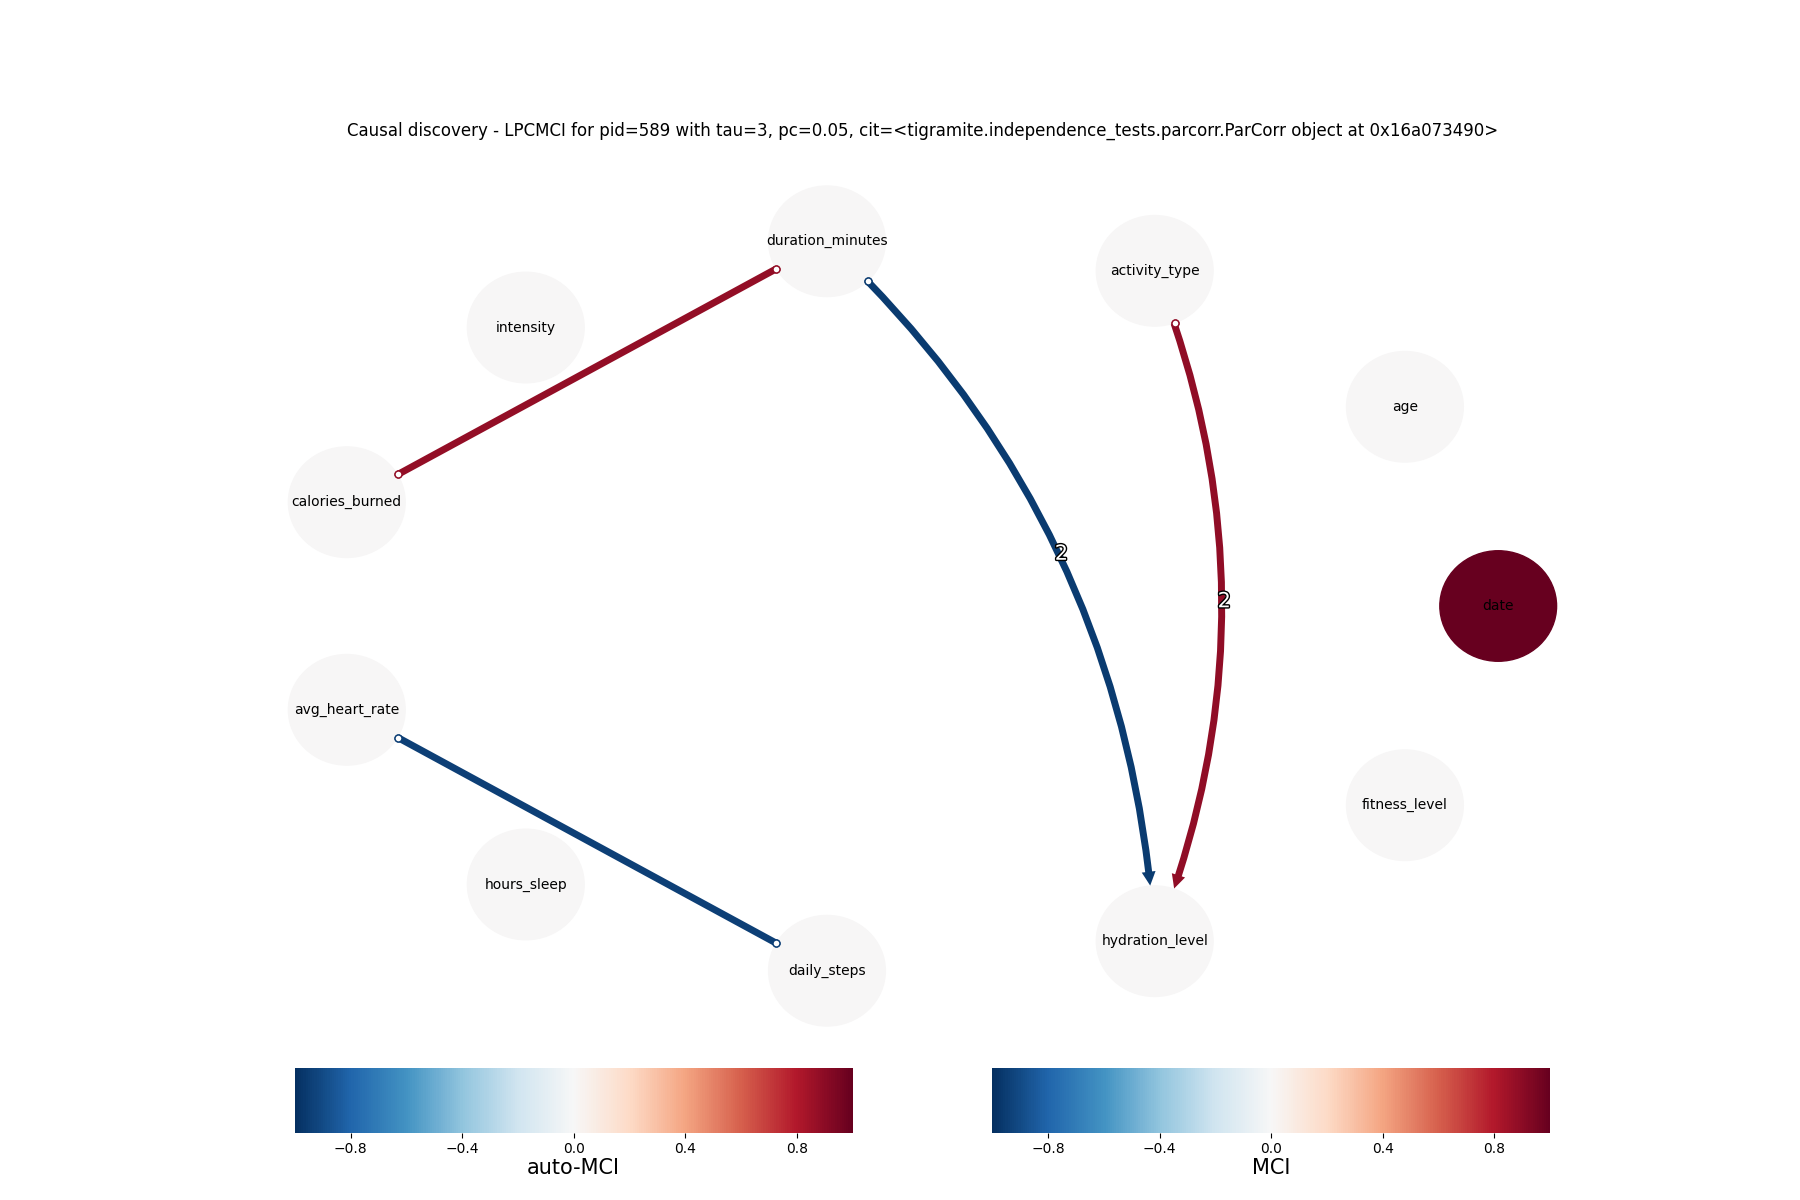 Causal discovery - LPCMCI for pid=589 with tau=3, pc=0.05, cit=<tigramite.independence_tests.parcorr.ParCorr object at 0x16a073490>
duration_minutes
activity_type
intensity
age
calories_burned
2
2
date
avg_heart_rate
fitness_level
hours_sleep
hydration_level
daily_steps
−0.8 −0.4 0.0 0.4 0.8
auto-MCI
−0.8 −0.4 0.0 0.4 0.8
MCI